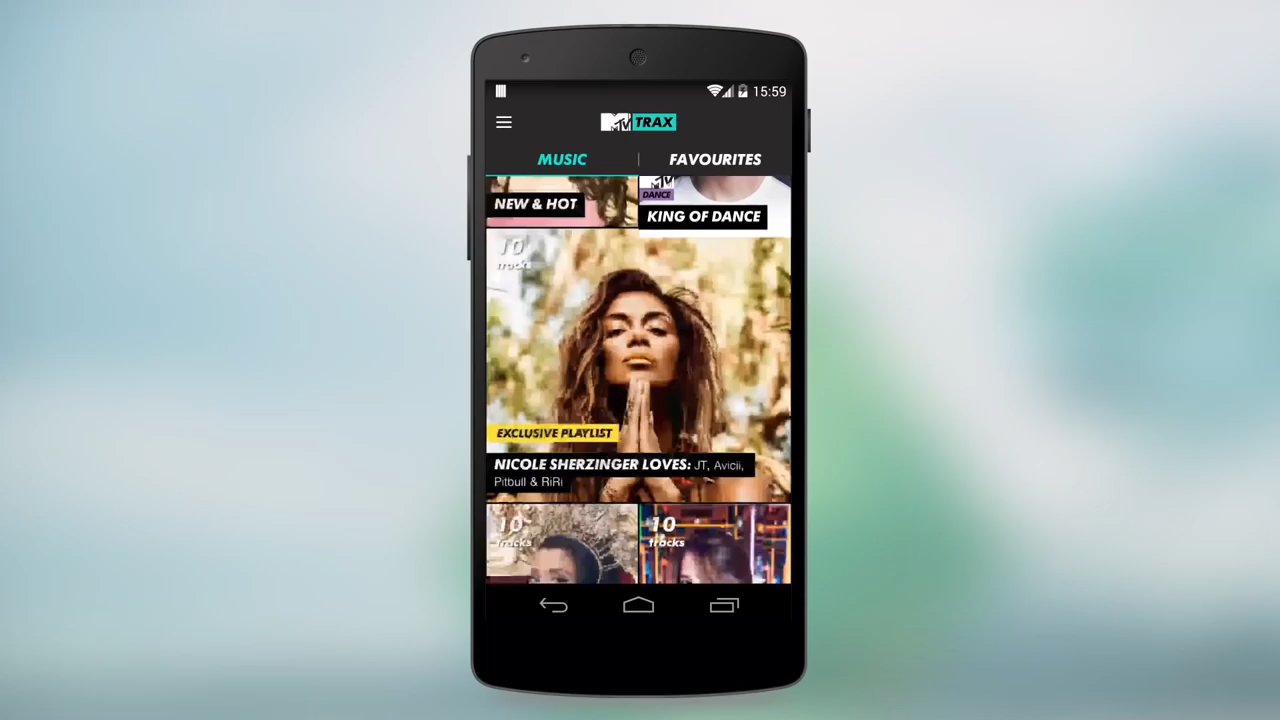 15:59
MTV TRAX
MUSIC
FAVOURITES
NEW & HOT
MTV
DANCE
KING OF DANCE
10
tracks
EXCLUSIVE PLAYLIST
NICOLE SHERZINGER LOVES: JT, Avicii,
Pitbull & RiRi
10
tracks
10
tracks